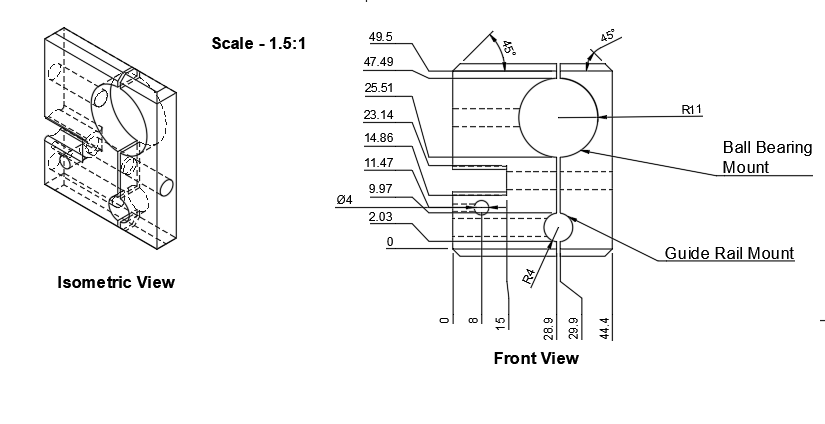 Scale - 1.5:1
49.5
47.49
25.51
23.14
14.86
11.47
9.97
2.03
0
Ø4
45°
45°
R11
Ball Bearing
Mount
Guide Rail Mount
R4
0
8
15
28.9
29.9
44.4
Isometric View
Front View